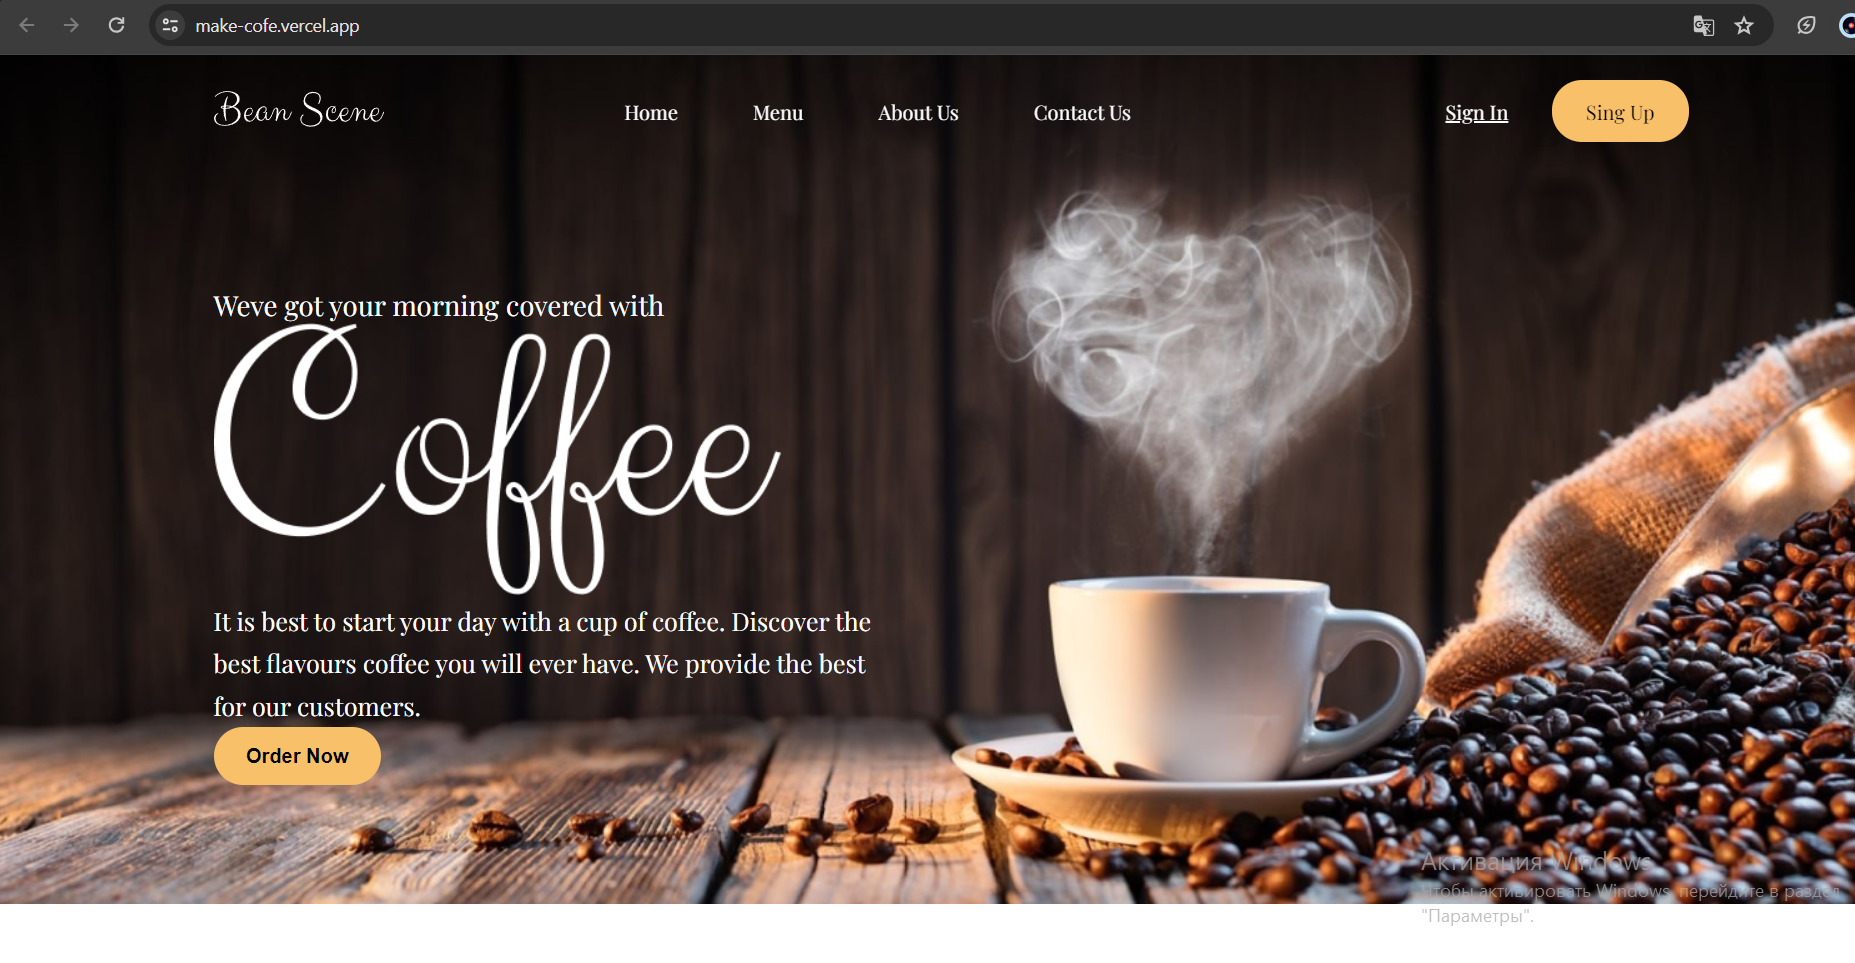 make-cofe.vercel.app
Bean Scene
Home
Menu
About Us
Contact Us
Sign In
Sing Up
Weve got your morning covered with
Coffee
It is best to start your day with a cup of coffee. Discover the
best flavours coffee you will ever have. We provide the best
for our customers.
Order Now
Активация Windows
Чтобы активировать Windows, перейдите в раздел
"Параметры".